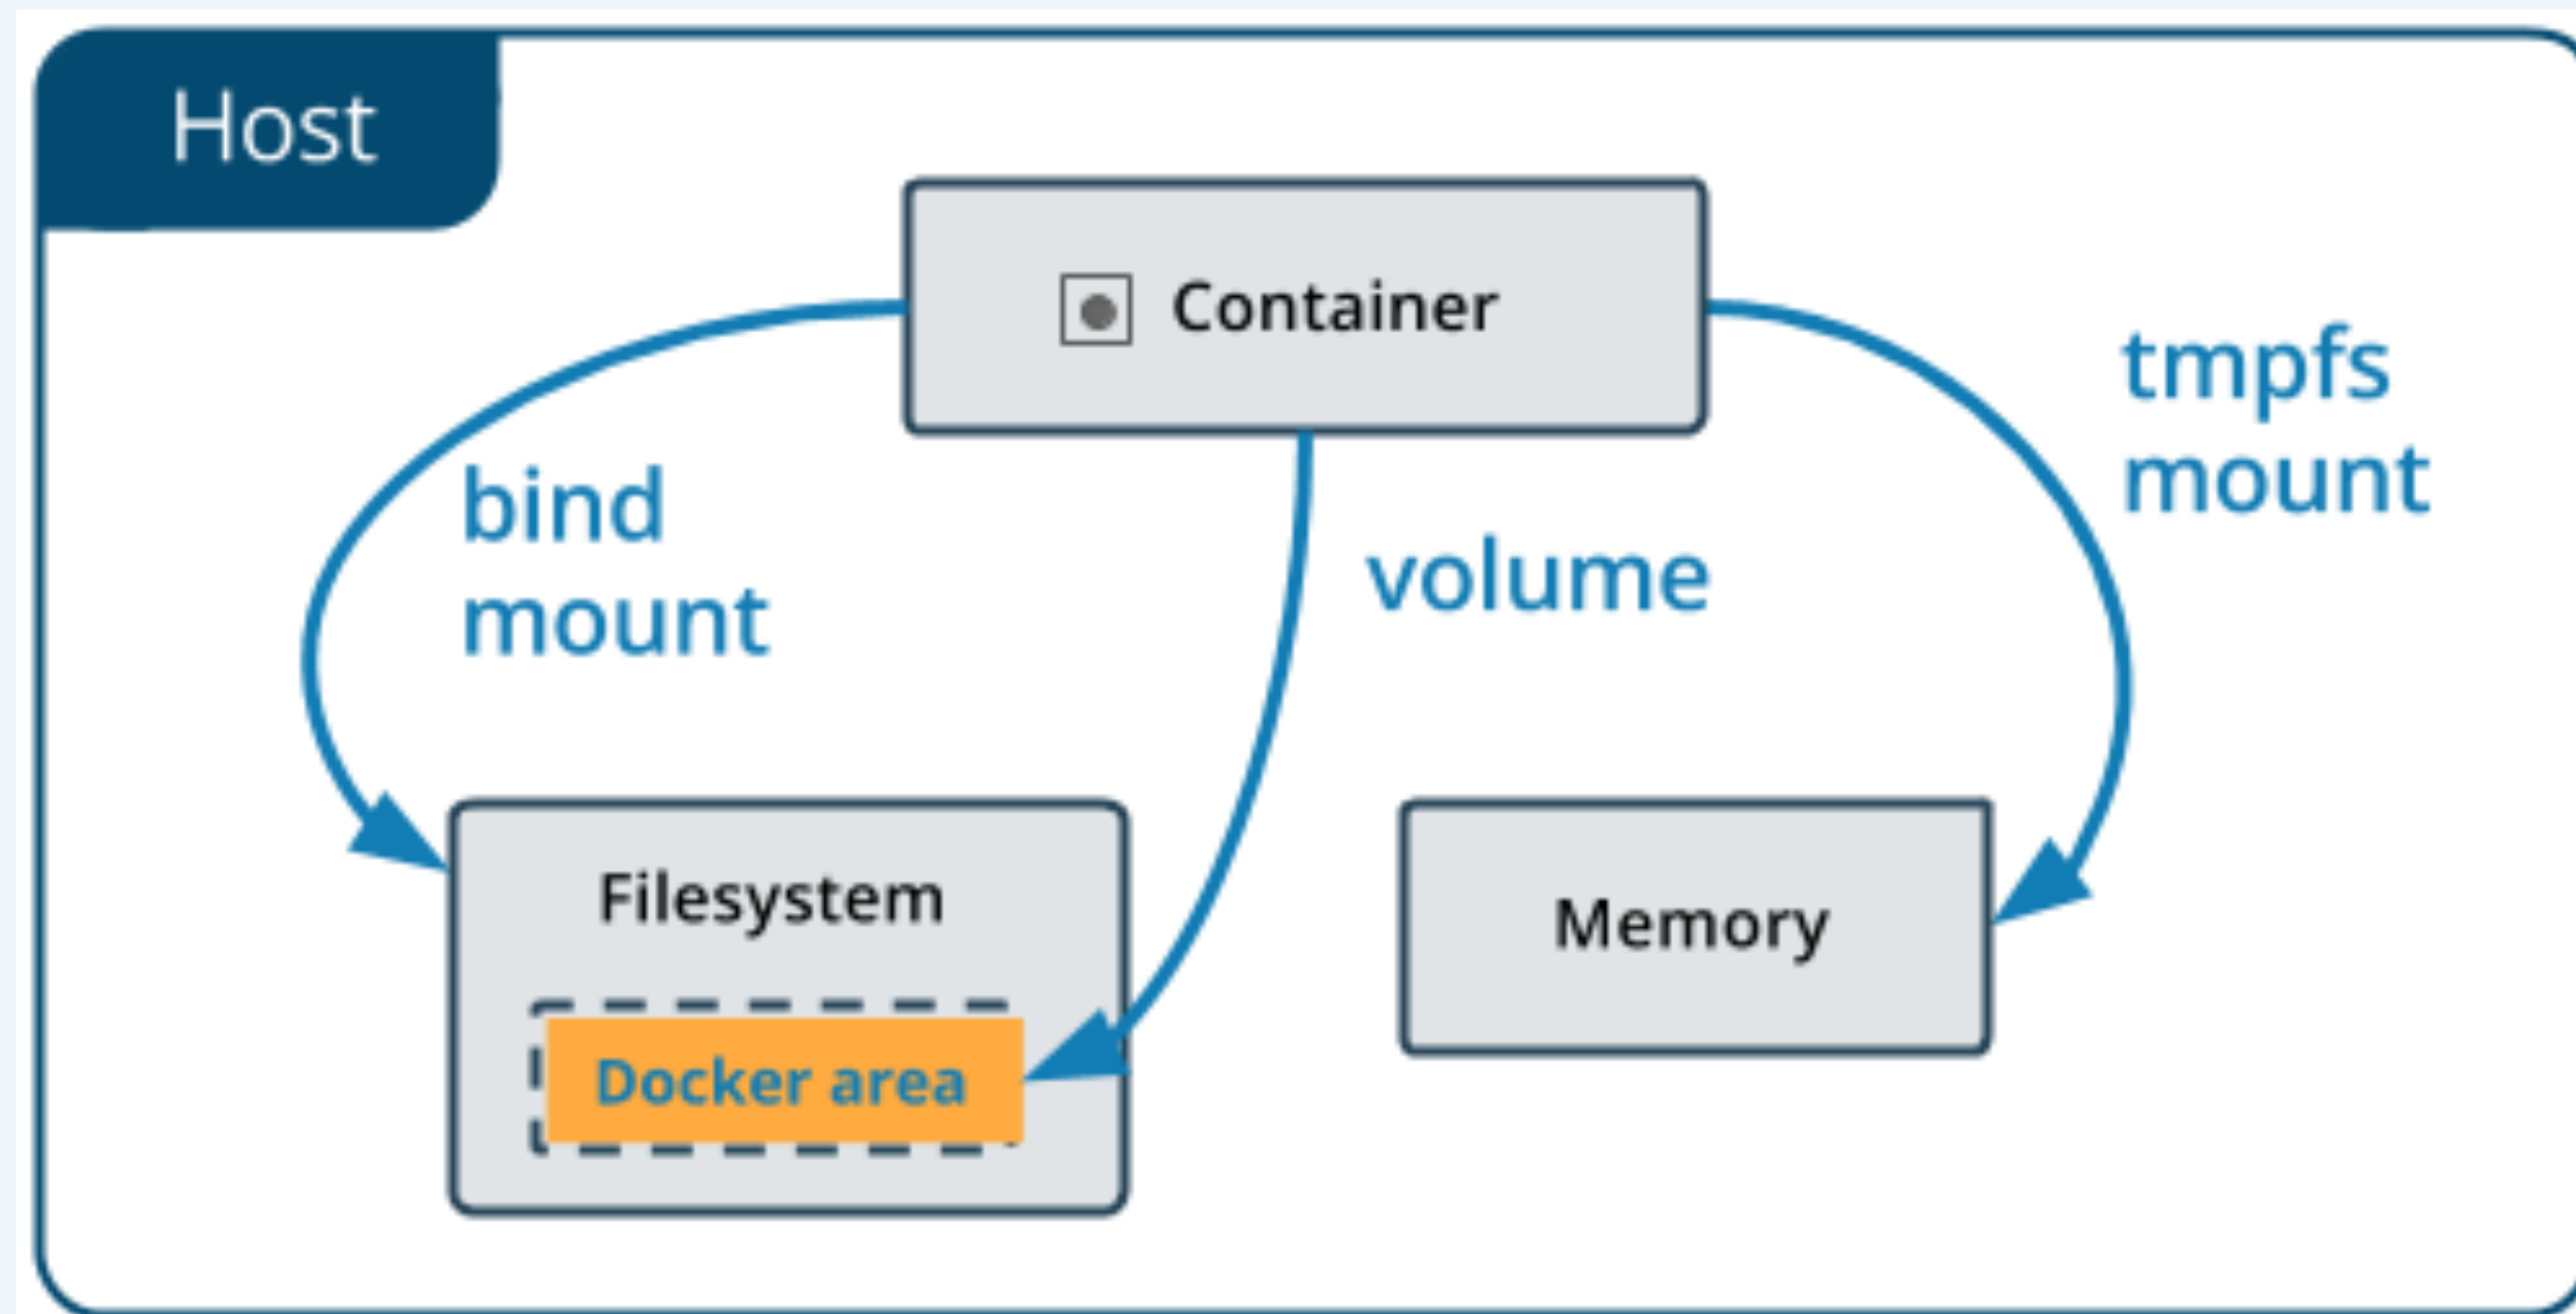 Host
Container
bind
mount
volume
tmpfs
mount
Filesystem
Docker area
Memory